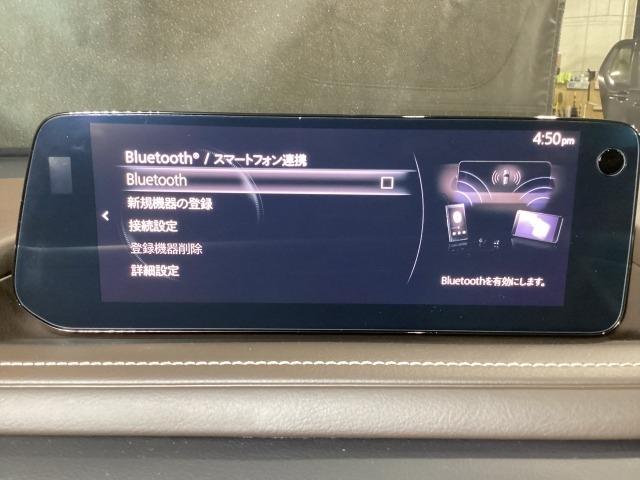 4:50pm
Bluetooth® / スマートフォン連携
Bluetooth
新規機器の登録
接続設定
登録機器削除
詳細設定
Bluetoothを有効にします。